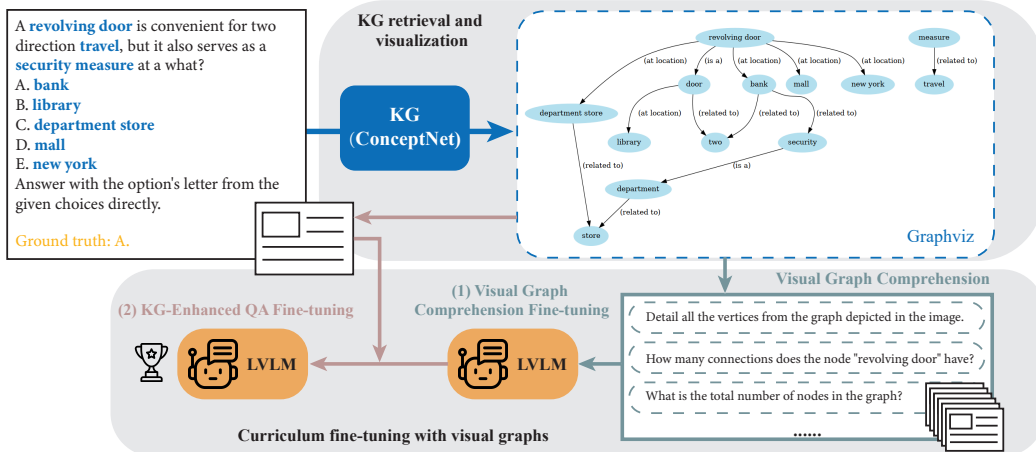 A revolving door is convenient for two
direction travel, but it also serves as a
security measure at a what?
A. bank
B. library
C. department store
D. mall
E. new york
Answer with the option's letter from the
given choices directly.
Ground truth: A.
KG retrieval and
visualization
KG
(ConceptNet)
revolving door
measure
(at location)
(is a)
(at location)
(at location)
(at location)
(related to)
door
bank
mall
new york
travel
department store
(at location)
(related to)
(related to)
(related to)
library
two
security
(related to)
(is a)
department
(related to)
store
Graphviz
Visual Graph Comprehension
Detail all the vertices from the graph depicted in the image.
How many connections does the node "revolving door" have?
What is the total number of nodes in the graph?
......
(1) Visual Graph
Comprehension Fine-tuning
LVLM
(2) KG-Enhanced QA Fine-tuning
LVLM
Curriculum fine-tuning with visual graphs